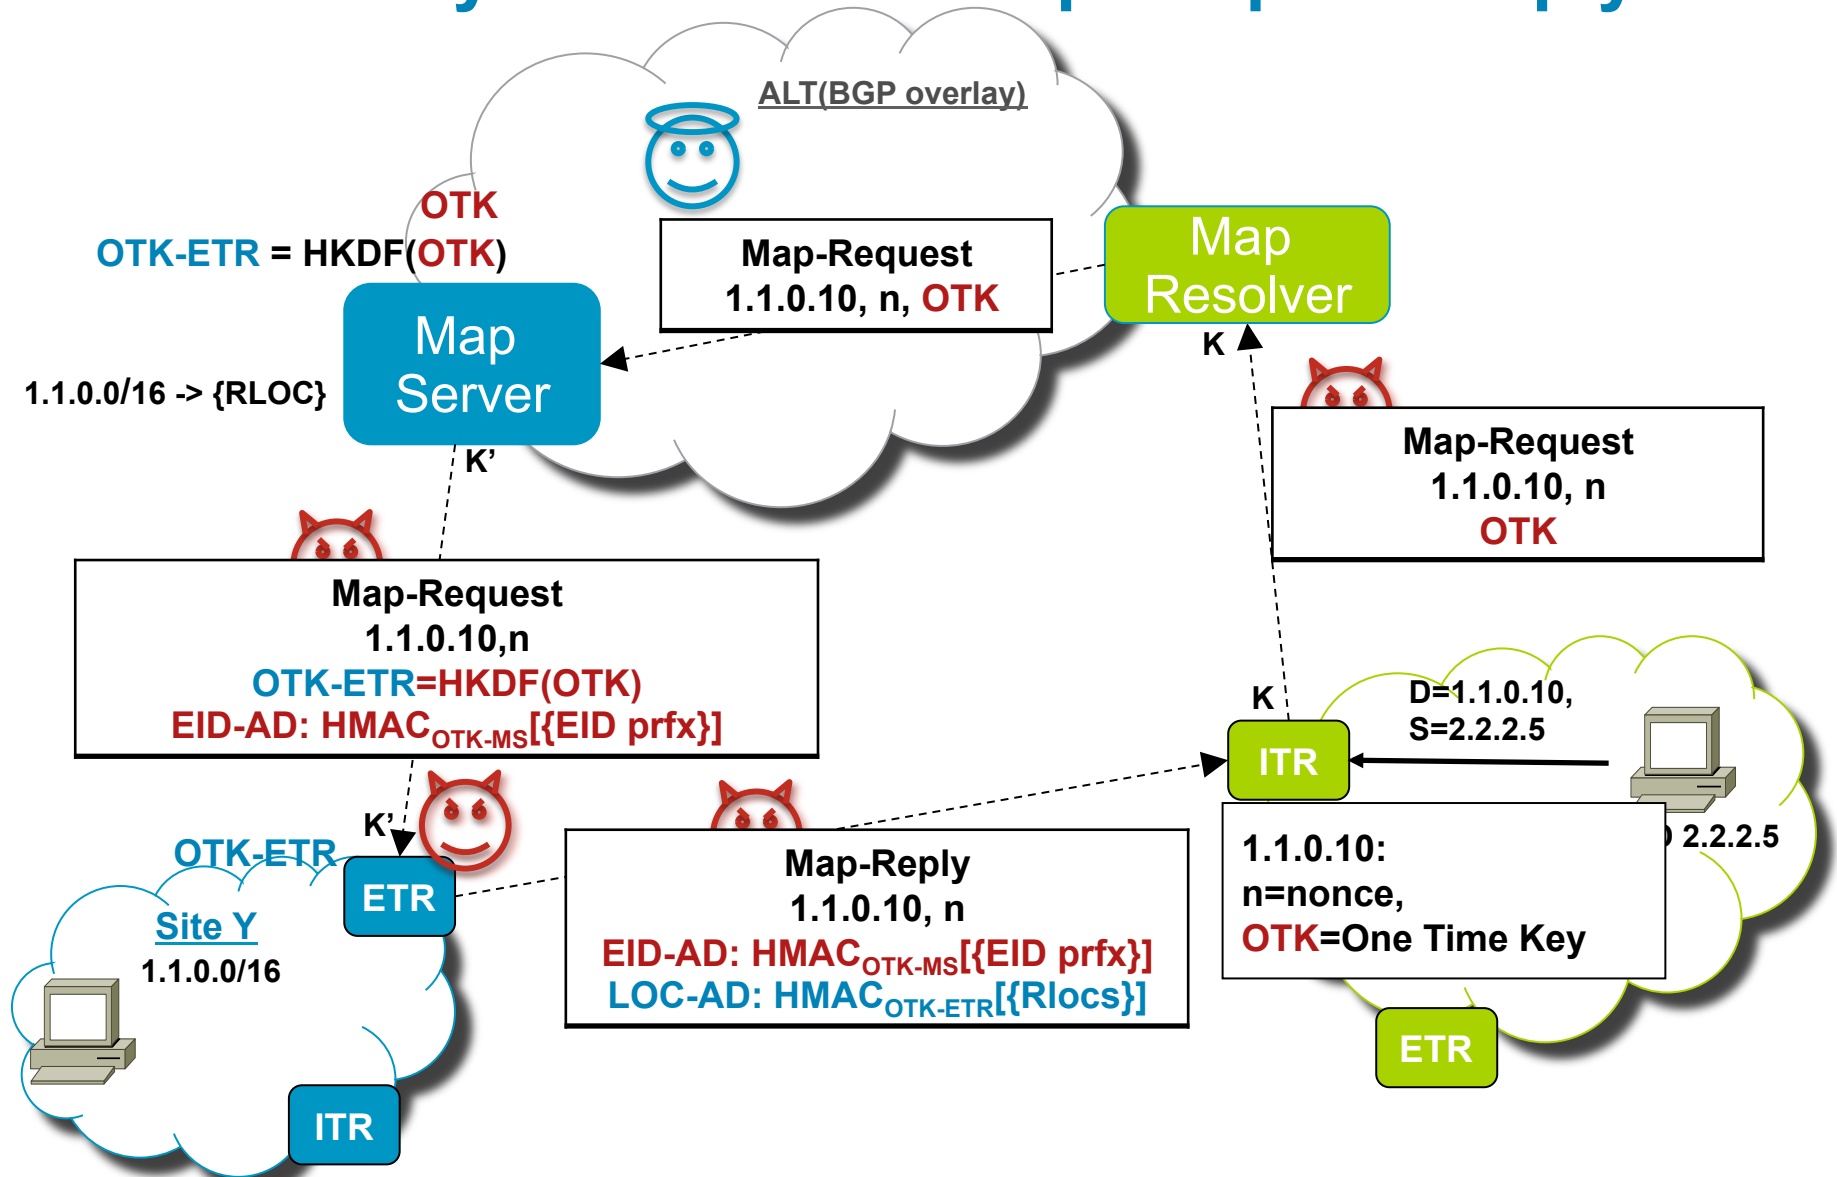 ALT(BGP overlay)
OTK
OTK-ETR = HKDF(OTK)
Map-Request
1.1.0.10, n, OTK
Map
Resolver
Map
Server
K
1.1.0.0/16 -> {RLOC}
K’
Map-Request
1.1.0.10, n
OTK
Map-Request
1.1.0.10,n
OTK-ETR=HKDF(OTK)
EID-AD: HMACOTK-MS[{EID prfx}]
K
D=1.1.0.10,
S=2.2.2.5
ITR
K’
OTK-ETR
ETR
Map-Reply
1.1.0.10, n
EID-AD: HMACOTK-MS[{EID prfx}]
LOC-AD: HMACOTK-ETR[{Rlocs}]
1.1.0.10:
n=nonce,
OTK=One Time Key
2.2.2.5
Site Y
1.1.0.0/16
ETR
ITR